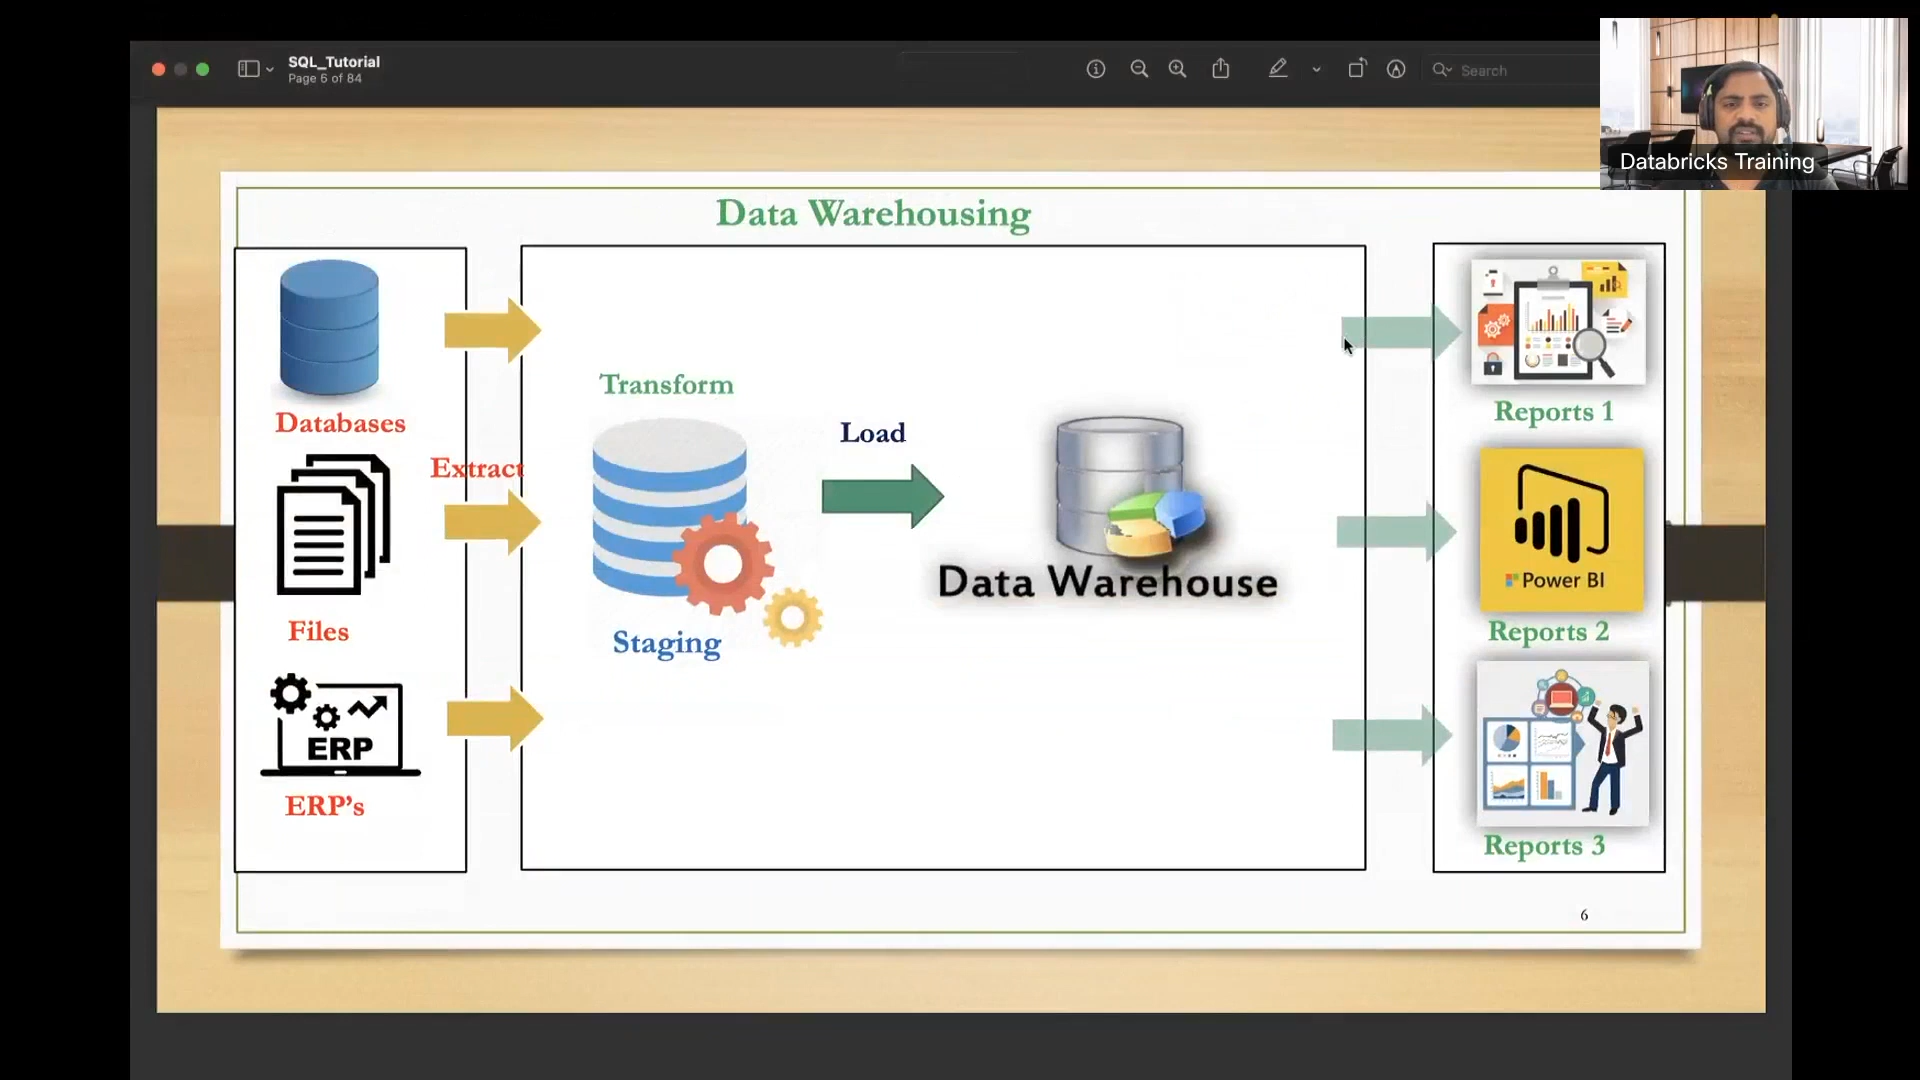 SQL_Tutorial
Page 6 of 84
Search
Databricks Training
Data Warehousing
Databases
Extract
Files
ERP
ERP's
Transform
Staging
Load
Data Warehouse
Reports 1
Power BI
Reports 2
Reports 3
6